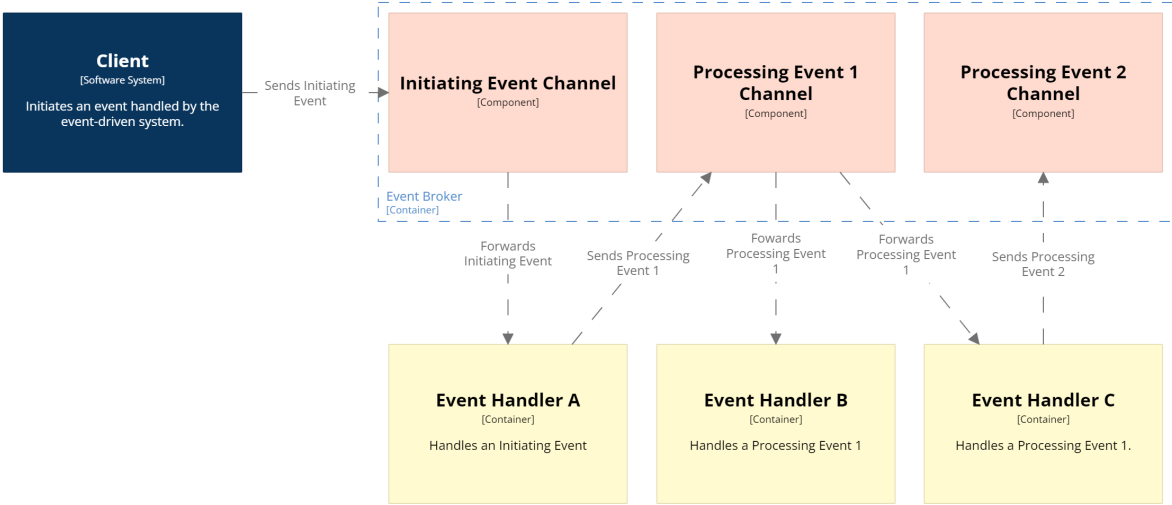 Client
[Software System]
Initiates an event handled by the
event-driven system.
Sends Initiating
Event
Initiating Event Channel
[Component]
Processing Event 1
Channel
[Component]
Processing Event 2
Channel
[Component]
Event Broker
[Container]
Forwards
Initiating Event
Sends Processing
Event 1
Fowards
Processing Event
1
Forwards
Processing Event
1
Sends Processing
Event 2
Event Handler A
[Container]
Handles an Initiating Event
Event Handler B
[Container]
Handles a Processing Event 1
Event Handler C
[Container]
Handles a Processing Event 1.